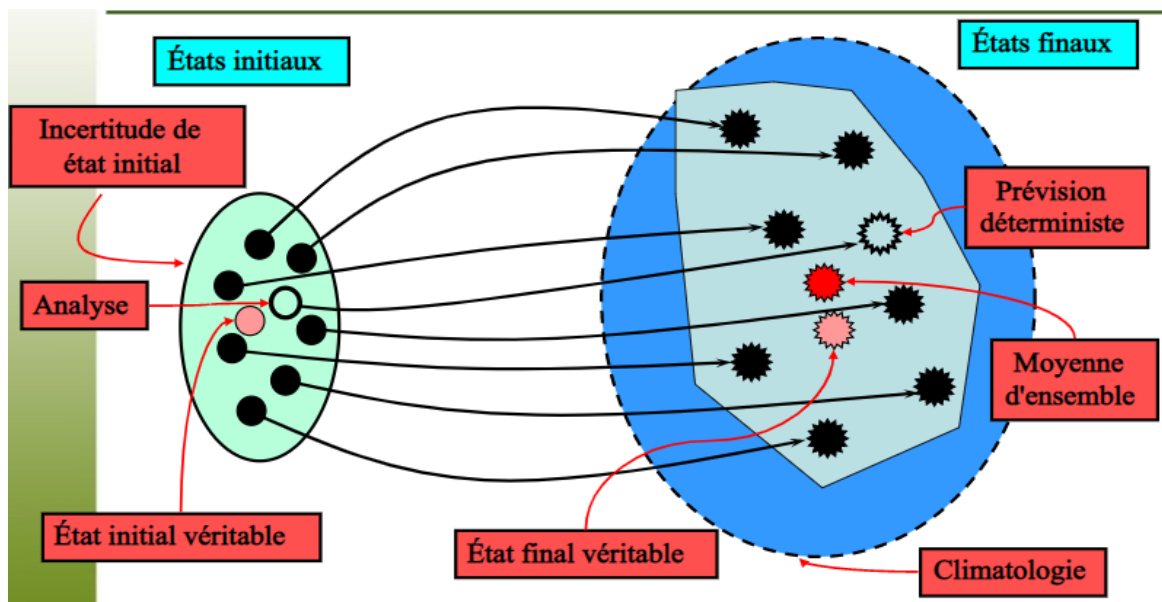 États initiaux
États finaux
Incertitude de
état initial
Prévision
déterministe
Analyse
Moyenne
d'ensemble
État initial véritable
État final véritable
Climatologie